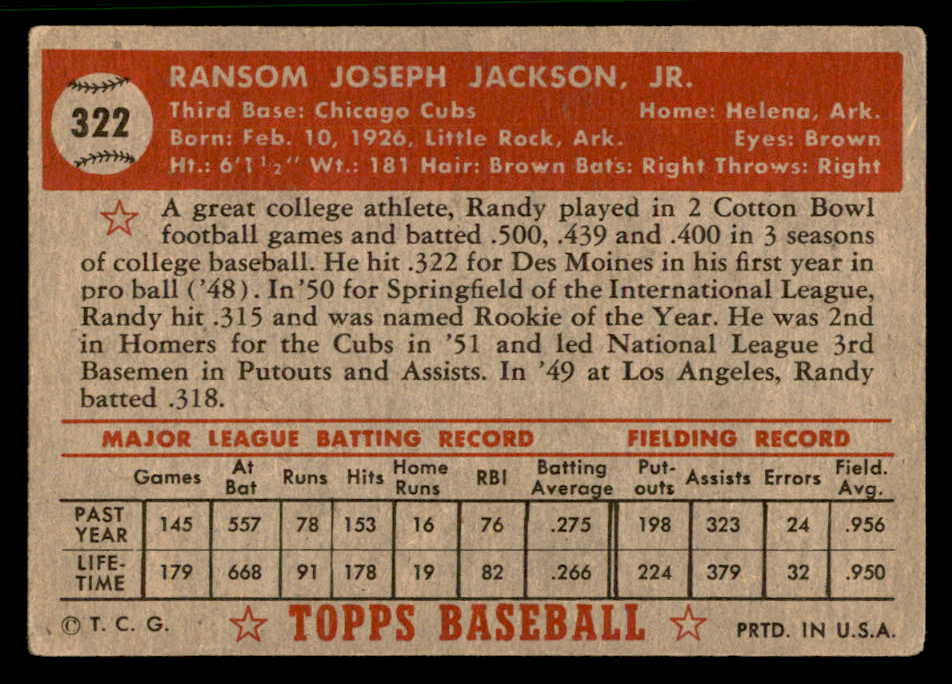 322
RANSOM JOSEPH JACKSON, JR.
Third Base: Chicago Cubs Home: Helena, Ark.
Born: Feb. 10, 1926, Little Rock, Ark. Eyes: Brown
Ht.: 6'1½" Wt.: 181 Hair: Brown Bats: Right Throws: Right
A great college athlete, Randy played in 2 Cotton Bowl
football games and batted .500, .439 and .400 in 3 seasons
of college baseball. He hit .322 for Des Moines in his first year in
pro ball ('48). In '50 for Springfield of the International League,
Randy hit .315 and was named Rookie of the Year. He was 2nd
in Homers for the Cubs in '51 and led National League 3rd
Basemen in Putouts and Assists. In '49 at Los Angeles, Randy
batted .318.
MAJOR LEAGUE BATTING RECORD FIELDING RECORD
Games At Bat Runs Hits Home Runs RBI Batting Average Put-outs Assists Errors Field. Avg.
PAST YEAR 145 557 78 153 16 76 .275 198 323 24 .956
LIFE-TIME 179 668 91 178 19 82 .266 224 379 32 .950
© T. C. G. TOPPS BASEBALL PRTD. IN U.S.A.